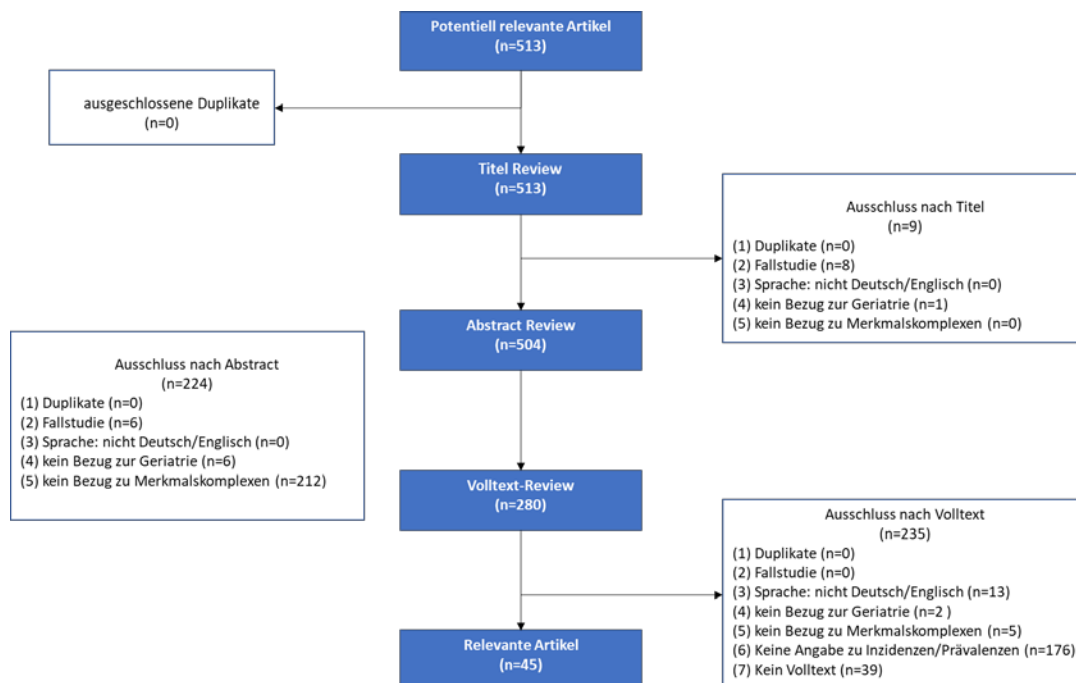 Potentiell relevante Artikel
(n=513)
ausgeschlossene Duplikate
(n=0)
Titel Review
(n=513)
Ausschluss nach Titel
(n=9)
(1) Duplikate (n=0)
(2) Fallstudie (n=8)
(3) Sprache: nicht Deutsch/Englisch (n=0)
(4) kein Bezug zur Geriatrie (n=1)
(5) kein Bezug zu Merkmalskomplexen (n=0)
Abstract Review
(n=504)
Ausschluss nach Abstract
(n=224)
(1) Duplikate (n=0)
(2) Fallstudie (n=6)
(3) Sprache: nicht Deutsch/Englisch (n=0)
(4) kein Bezug zur Geriatrie (n=6)
(5) kein Bezug zu Merkmalskomplexen (n=212)
Volltext-Review
(n=280)
Ausschluss nach Volltext
(n=235)
(1) Duplikate (n=0)
(2) Fallstudie (n=0)
(3) Sprache: nicht Deutsch/Englisch (n=13)
(4) kein Bezug zur Geriatrie (n=2 )
(5) kein Bezug zu Merkmalskomplexen (n=5)
(6) Keine Angabe zu Inzidenzen/Prävalenzen (n=176)
(7) Kein Volltext (n=39)
Relevante Artikel
(n=45)